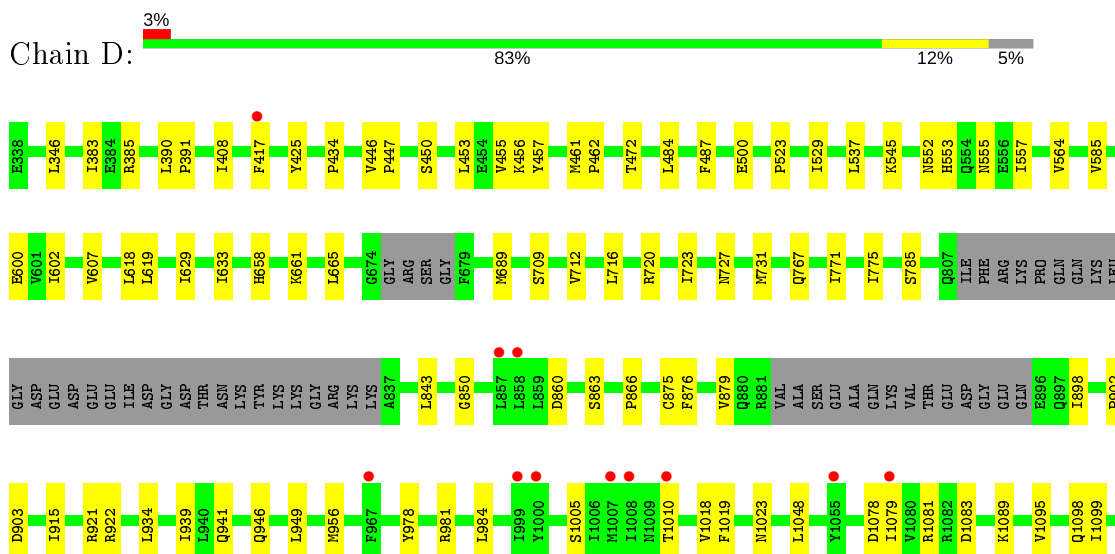 3%
Chain D:
83% 12% 5%
E338 L346 I383 E384 R385 L390 P391 I408 F417 Y425 P434 V446 P447 S450 L453 E454 V455 K456 Y457 M461 P462 T472 L484 F487 E500 P523 I529 L537 K545 N552 H553 Q554 N555 E556 I557 V564 V585
E600 V601 I602 V607 L618 L619 I629 I633 H658 K661 L665 G674 GLY ARG SER GLY F679 M689 S709 V712 L716 R720 I723 N727 M731 Q767 I771 I775 S785 Q807 ILE PHE ARG LYS PRO GLN GLN LYS LEU
GLY ASP GLU ASP GLU GLU ILE ASP GLY ASP THR ASN LYS TYR LYS LYS GLY ARG LYS LYS A837 L843 G850 L857 L858 L859 D860 S863 P866 C875 F876 V879 Q880 R881 VAL ALA SER GLU ALA GLN LYS VAL THR GLU ASP GLY GLU GLN E896 Q897 I898
D903 I915 R921 R922 L934 I939 L940 Q941 Q946 L949 M956 F967 Y978 R981 L984 I999 Y1000 S1005 I1006 M1007 I1008 N1009 T1010 V1018 F1019 N1023 L1048 Y1055 D1078 I1079 V1080 R1081 R1082 D1083 K1089 V1095 Q1098 I1099